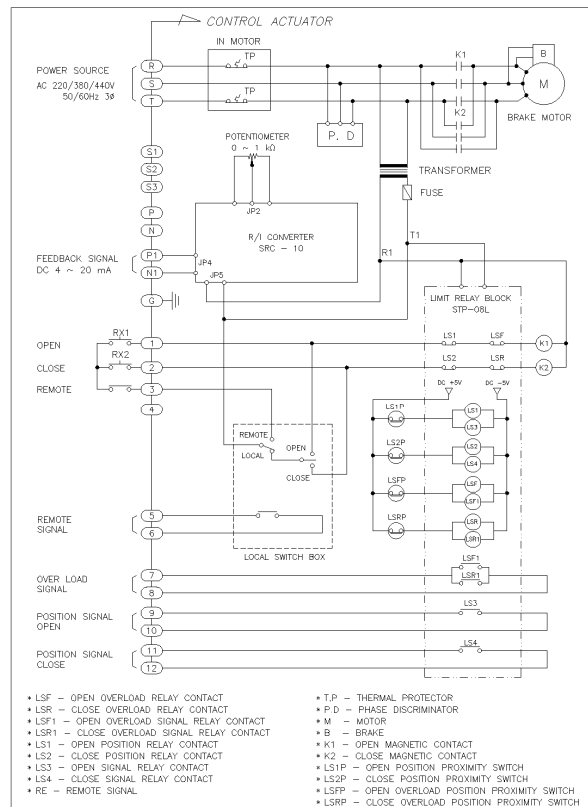 CONTROL ACTUATOR
IN MOTOR
R
S
T
TP
TP
POWER SOURCE
AC 220/380/440V
50/60Hz 3Ø
K1
K2
B
M
BRAKE MOTOR
P. D
POTENTIOMETER
0 ~ 1 kΩ
S1
S2
S3
P
N
TRANSFORMER
FUSE
JP2
R/I CONVERTER
SRC - 10
JP4
JP5
P1
N1
FEEDBACK SIGNAL
DC 4 ~ 20 mA
T1
R1
G
LIMIT RELAY BLOCK
STP-08L
OPEN
RX1
1
LS1
LSF
K1
CLOSE
RX2
2
LS2
LSR
K2
REMOTE
3
4
DC +5V
DC -5V
REMOTE
LOCAL
OPEN
CLOSE
LS1P
LS1
LS3
LS2P
LS2
LS4
LSFP
LSF
LSF1
LSRP
LSR
LSR1
REMOTE
SIGNAL
5
6
LOCAL SWITCH BOX
OVER LOAD
SIGNAL
7
8
LSF1
LSR1
POSITION SIGNAL
OPEN
9
10
LS3
POSITION SIGNAL
CLOSE
11
12
LS4
* LSF - OPEN OVERLOAD RELAY CONTACT
* LSR - CLOSE OVERLOAD RELAY CONTACT
* LSF1 - OPEN OVERLOAD SIGNAL RELAY CONTACT
* LSR1 - CLOSE OVERLOAD SIGNAL RELAY CONTACT
* LS1 - OPEN POSITION RELAY CONTACT
* LS2 - CLOSE POSITION RELAY CONTACT
* LS3 - OPEN SIGNAL RELAY CONTACT
* LS4 - CLOSE SIGNAL RELAY CONTACT
* RE - REMOTE SIGNAL
* T.P - THERMAL PROTECTOR
* P.D - PHASE DISCRIMINATOR
* M - MOTOR
* B - BRAKE
* K1 - OPEN MAGNETIC CONTACT
* K2 - CLOSE MAGNETIC CONTACT
* LS1P - OPEN POSITION PROXIMITY SWITCH
* LS2P - CLOSE POSITION PROXIMITY SWITCH
* LSFP - OPEN OVERLOAD POSITION PROXIMITY SWITCH
* LSRP - CLOSE OVERLOAD POSITION PROXIMITY SWITCH